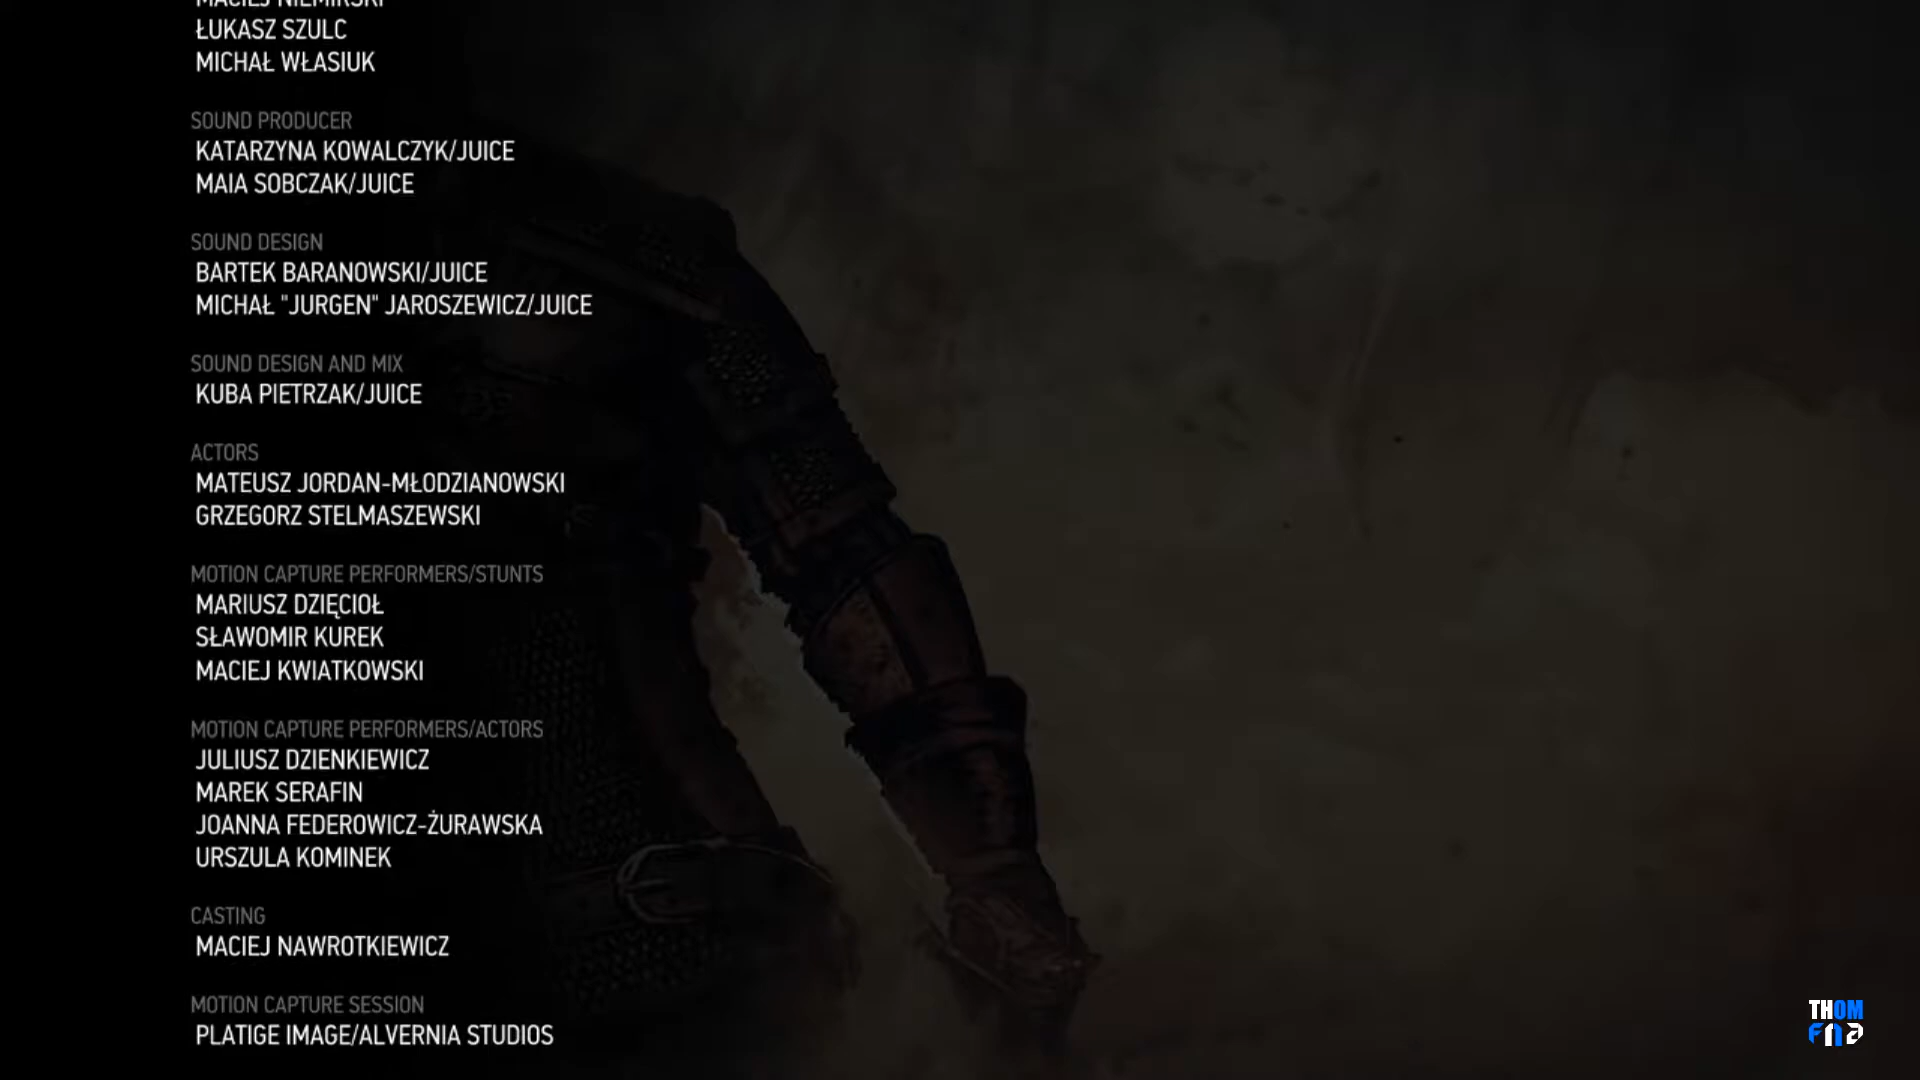 MACIEJ NIEMIRSKI
ŁUKASZ SZULC
MICHAŁ WŁASIUK
SOUND PRODUCER
KATARZYNA KOWALCZYK/JUICE
MAIA SOBCZAK/JUICE
SOUND DESIGN
BARTEK BARANOWSKI/JUICE
MICHAŁ "JURGEN" JAROSZEWICZ/JUICE
SOUND DESIGN AND MIX
KUBA PIETRZAK/JUICE
ACTORS
MATEUSZ JORDAN-MŁODZIANOWSKI
GRZEGORZ STELMASZEWSKI
MOTION CAPTURE PERFORMERS/STUNTS
MARIUSZ DZIĘCIOŁ
SŁAWOMIR KUREK
MACIEJ KWIATKOWSKI
MOTION CAPTURE PERFORMERS/ACTORS
JULIUSZ DZIENKIEWICZ
MAREK SERAFIN
JOANNA FEDEROWICZ-ŻURAWSKA
URSZULA KOMINEK
CASTING
MACIEJ NAWROTKIEWICZ
MOTION CAPTURE SESSION
PLATIGE IMAGE/ALVERNIA STUDIOS
THOM